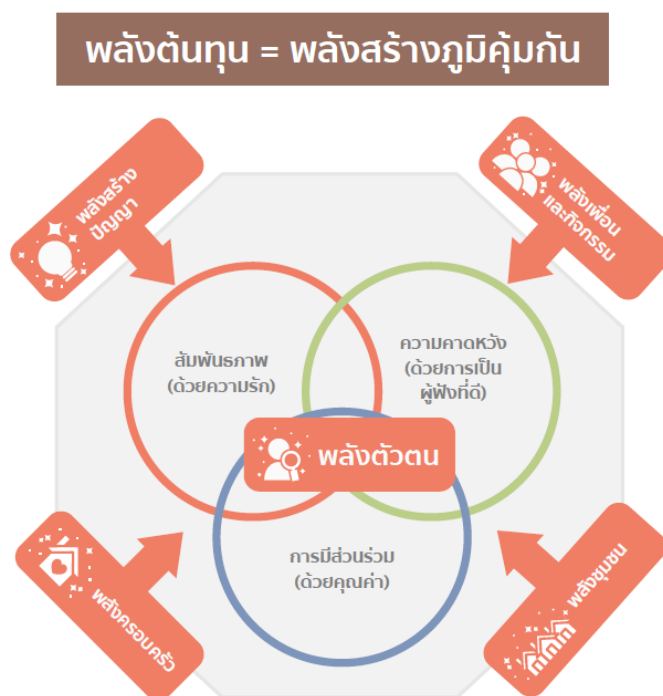 พลังต้นทุน = พลังสร้างภูมิคุ้มกัน
พลังสร้าง
ปัญญา
พลังเพื่อน
และกิจกรรม
สัมพันธภาพ
(ด้วยความรัก)
ความคาดหวัง
(ด้วยการเป็น
ผู้ฟังที่ดี)
พลังตัวตน
การมีส่วนร่วม
(ด้วยคุณค่า)
พลังครอบครัว
พลังชุมชน